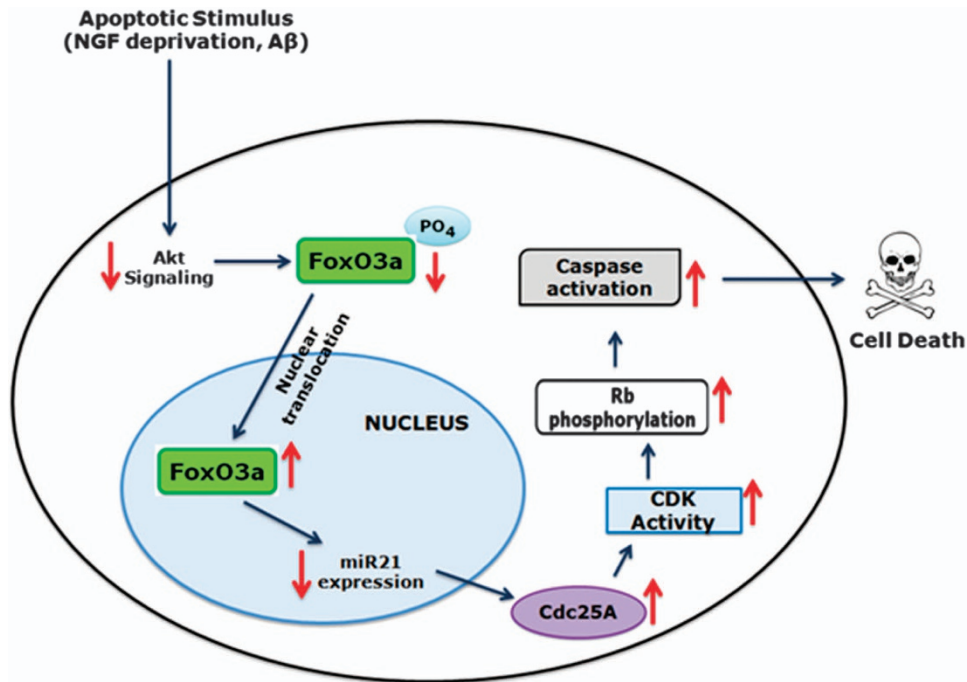 Apoptotic Stimulus
(NGF deprivation, Aβ)
Akt
Signaling
FoxO3a
PO4
Nuclear
translocation
NUCLEUS
FoxO3a
miR21
expression
Cdc25A
CDK
Activity
Rb
phosphorylation
Caspase
activation
Cell Death